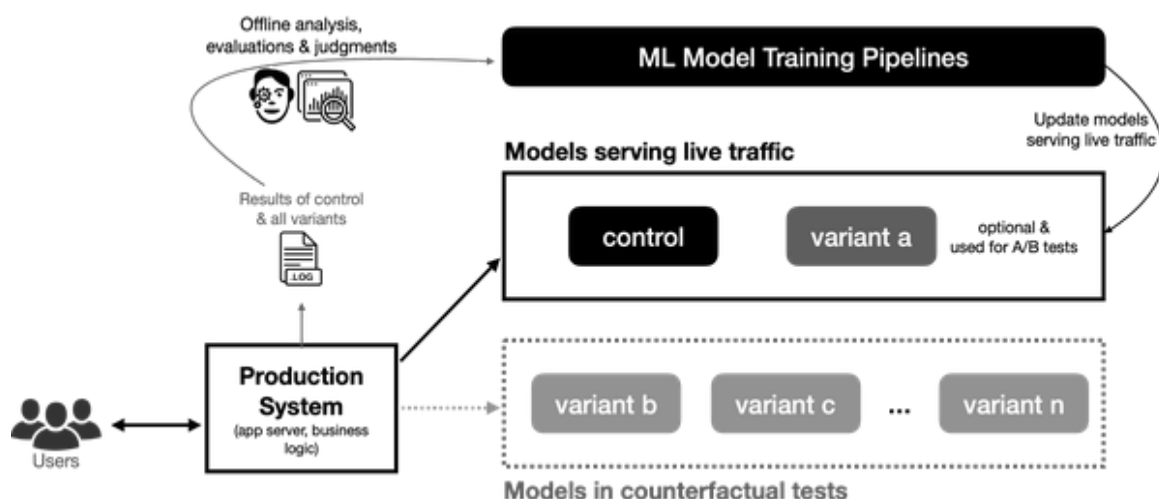 Offline analysis,
evaluations & judgments
ML Model Training Pipelines
Update models
serving live traffic
Models serving live traffic
Results of control
& all variants
control
variant a
optional &
used for A/B tests
.LOG
Production
System
(app server, business
logic)
variant b
variant c
...
variant n
Users
Models in counterfactual tests